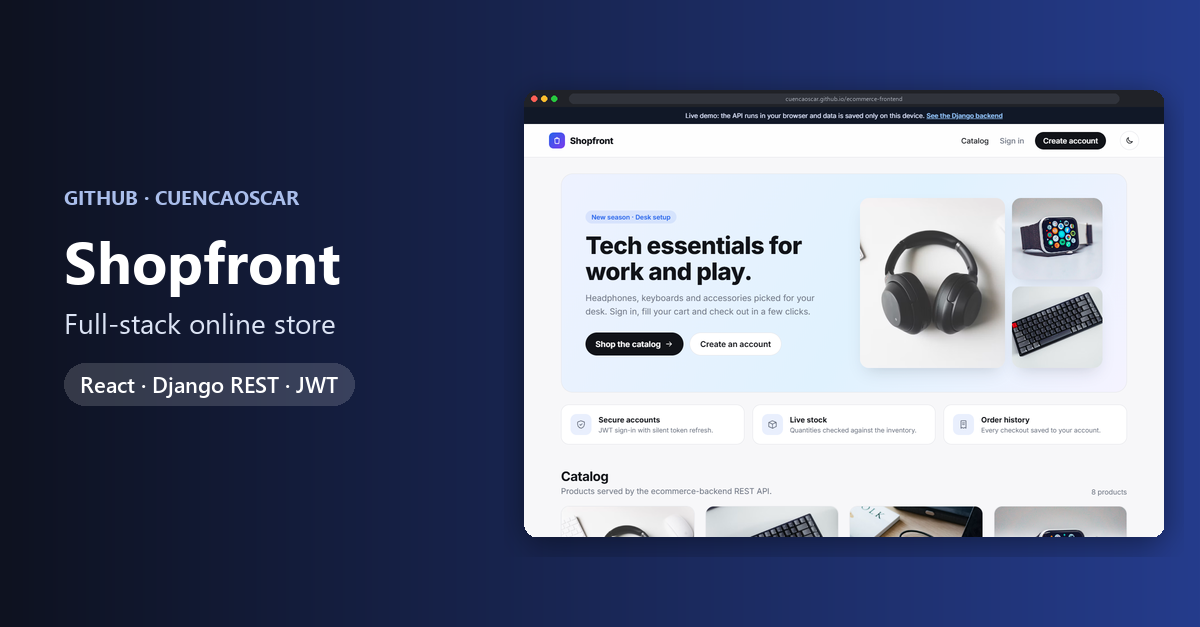 GITHUB · CUENCAOSCAR
Shopfront
Full-stack online store
React · Django REST · JWT
cuencaoscar.github.io/ecommerce-frontend
Live demo: the API runs in your browser and data is saved only on this device. See the Django backend
Shopfront
Catalog
Sign in
Create account
New season · Desk setup
Tech essentials for
work and play.
Headphones, keyboards and accessories picked for your
desk. Sign in, fill your cart and check out in a few clicks.
Shop the catalog →
Create an account
Secure accounts
JWT sign-in with silent token refresh.
Live stock
Quantities checked against the inventory.
Order history
Every checkout saved to your account.
Catalog
Products served by the ecommerce-backend REST API.
8 products